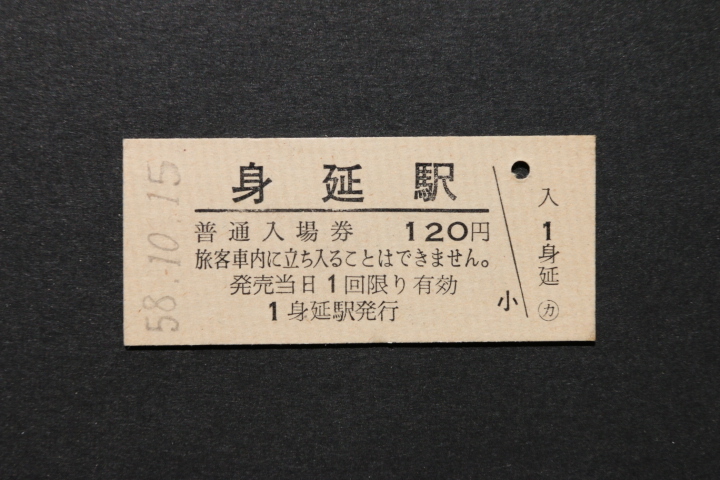 58.10.15
身延駅
普通入場券 120円
旅客車内に立ち入ることはできません。
発売当日1回限り有効
1身延駅発行
小
入
1
身延
カ